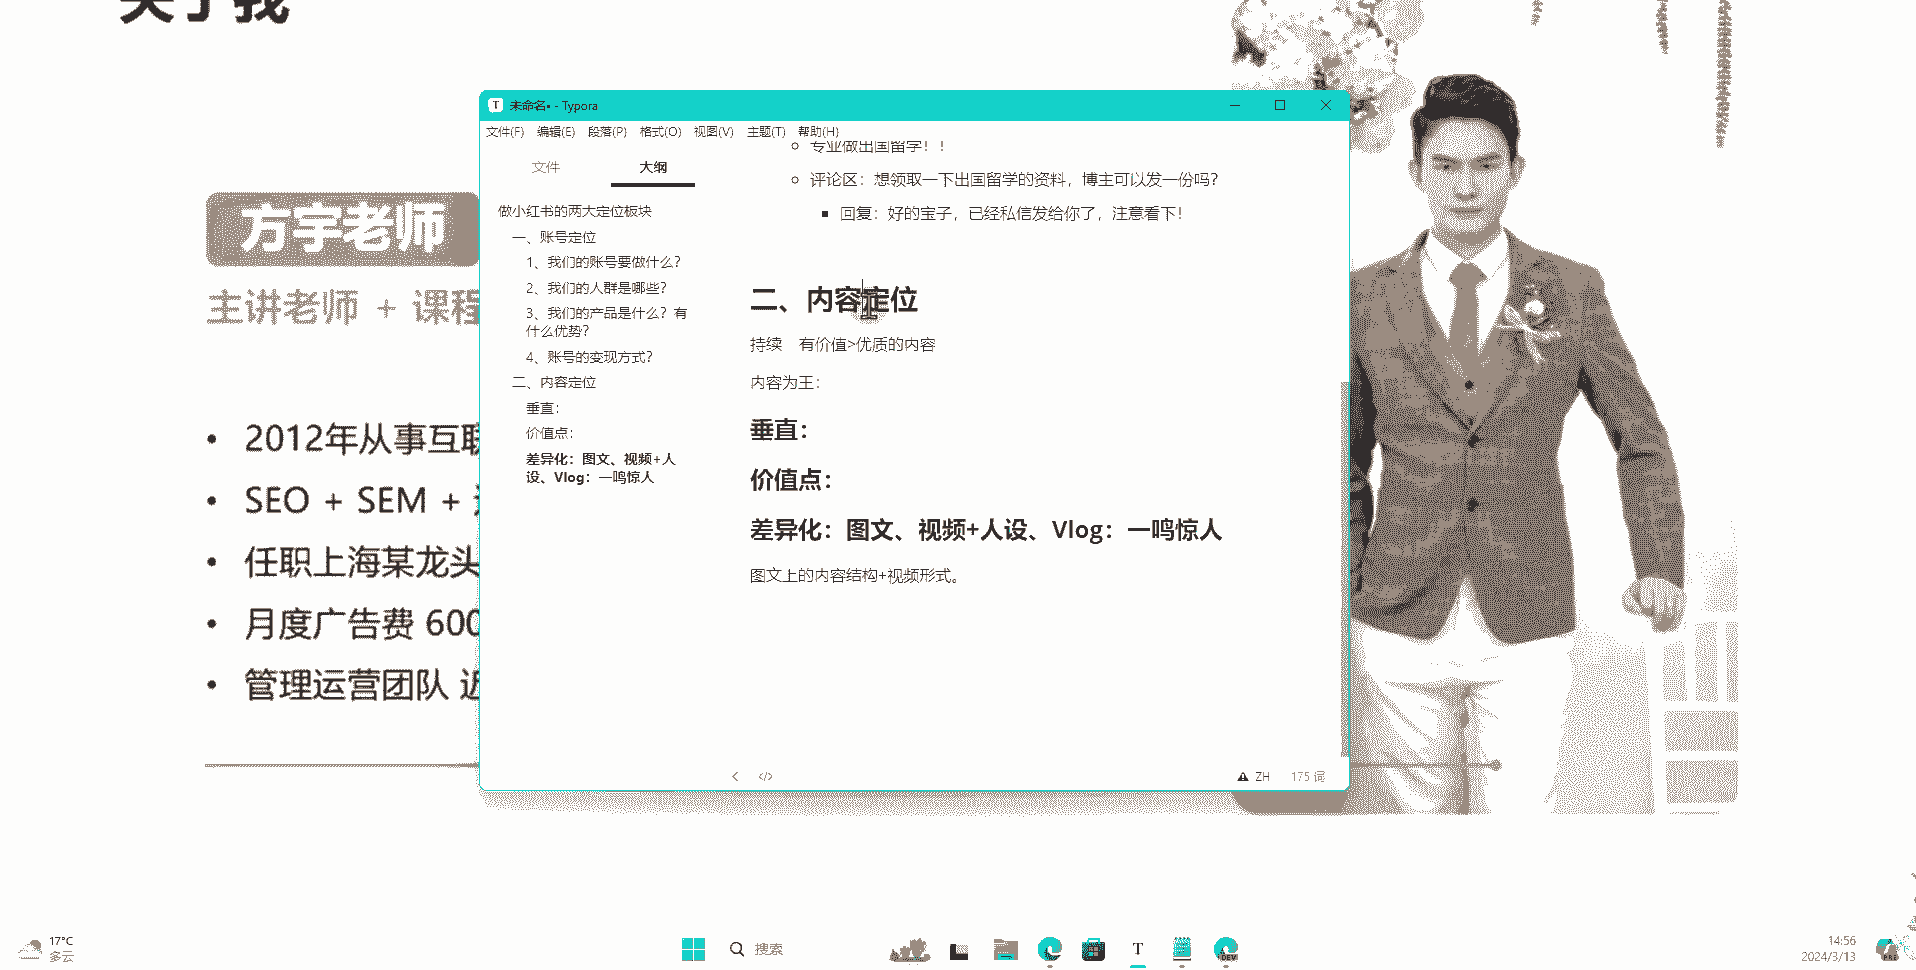 关于我
方宇老师
主讲老师 + 课程
2012年从事互联
SEO + SEM +
任职上海某龙头
月度广告费 600
管理运营团队 近
未命名• - Typora
文件(F) 编辑(E) 段落(P) 格式(O) 视图(V) 主题(T) 帮助(H)
文件 大纲
做小红书的两大定位板块
一、账号定位
1、我们的账号要做什么？
2、我们的人群是哪些？
3、我们的产品是什么？有
什么优势？
4、账号的变现方式？
二、内容定位
垂直：
价值点：
差异化：图文、视频+人
设、Vlog：一鸣惊人
专业做出国留学！！
评论区：想领取一下出国留学的资料，博主可以发一份吗？
回复：好的宝子，已经私信发给你了，注意看下！
二、内容定位
持续 有价值>优质的内容
内容为王：
垂直：
价值点：
差异化：图文、视频+人设、Vlog：一鸣惊人
图文上的内容结构+视频形式。
ZH 175 词
17°C
多云
搜索
14:56
2024/3/13